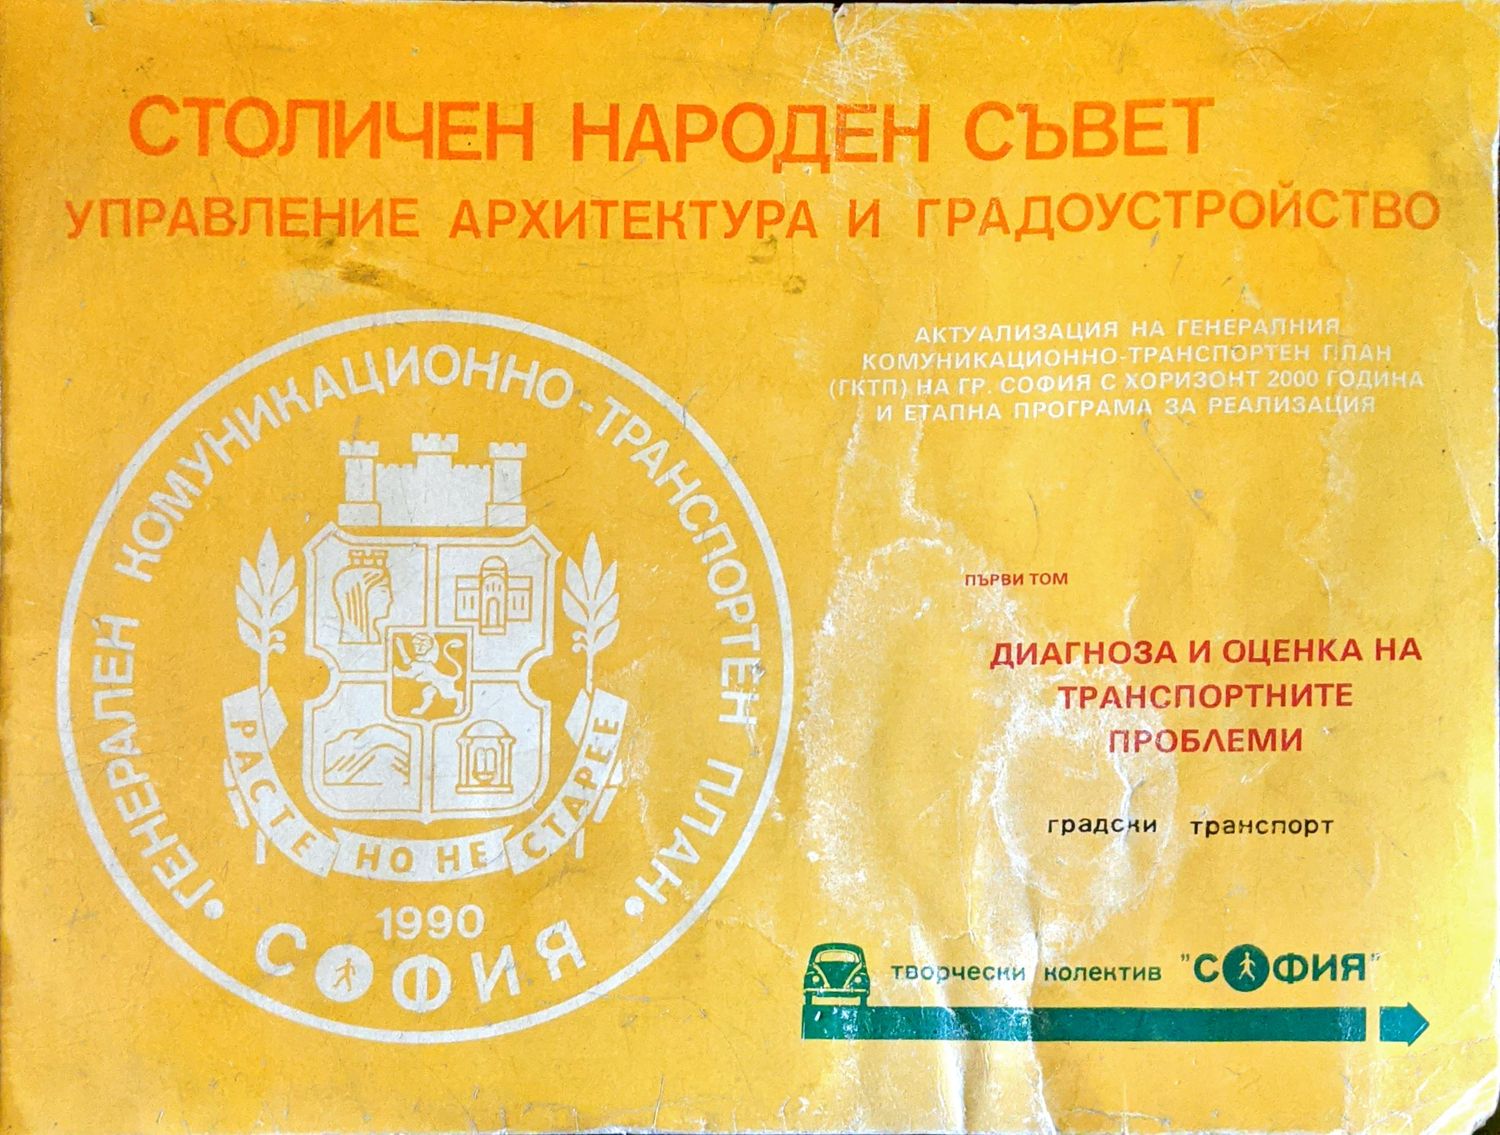 СТОЛИЧЕН НАРОДЕН СЪВЕТ
УПРАВЛЕНИЕ АРХИТЕКТУРА И ГРАДОУСТРОЙСТВО
АКТУАЛИЗАЦИЯ НА ГЕНЕРАЛНИЯ
КОМУНИКАЦИОННО-ТРАНСПОРТЕН ПЛАН
(ГКТП) НА ГР. СОФИЯ С ХОРИЗОНТ 2000 ГОДИНА
И ЕТАПНА ПРОГРАМА ЗА РЕАЛИЗАЦИЯ
•ГЕНЕРАЛЕН КОМУНИКАЦИОННО-ТРАНСПОРТЕН ПЛАН•
РАСТЕ НО НЕ СТАРЕЕ
1990
СОФИЯ
ПЪРВИ ТОМ
ДИАГНОЗА И ОЦЕНКА НА
ТРАНСПОРТНИТЕ
ПРОБЛЕМИ
градски транспорт
творчески колектив "СОФИЯ"